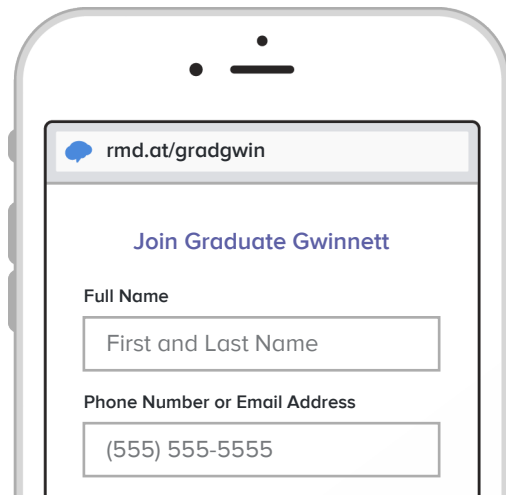 rmd.at/gradgwin
Join Graduate Gwinnett
Full Name
First and Last Name
Phone Number or Email Address
(555) 555-5555